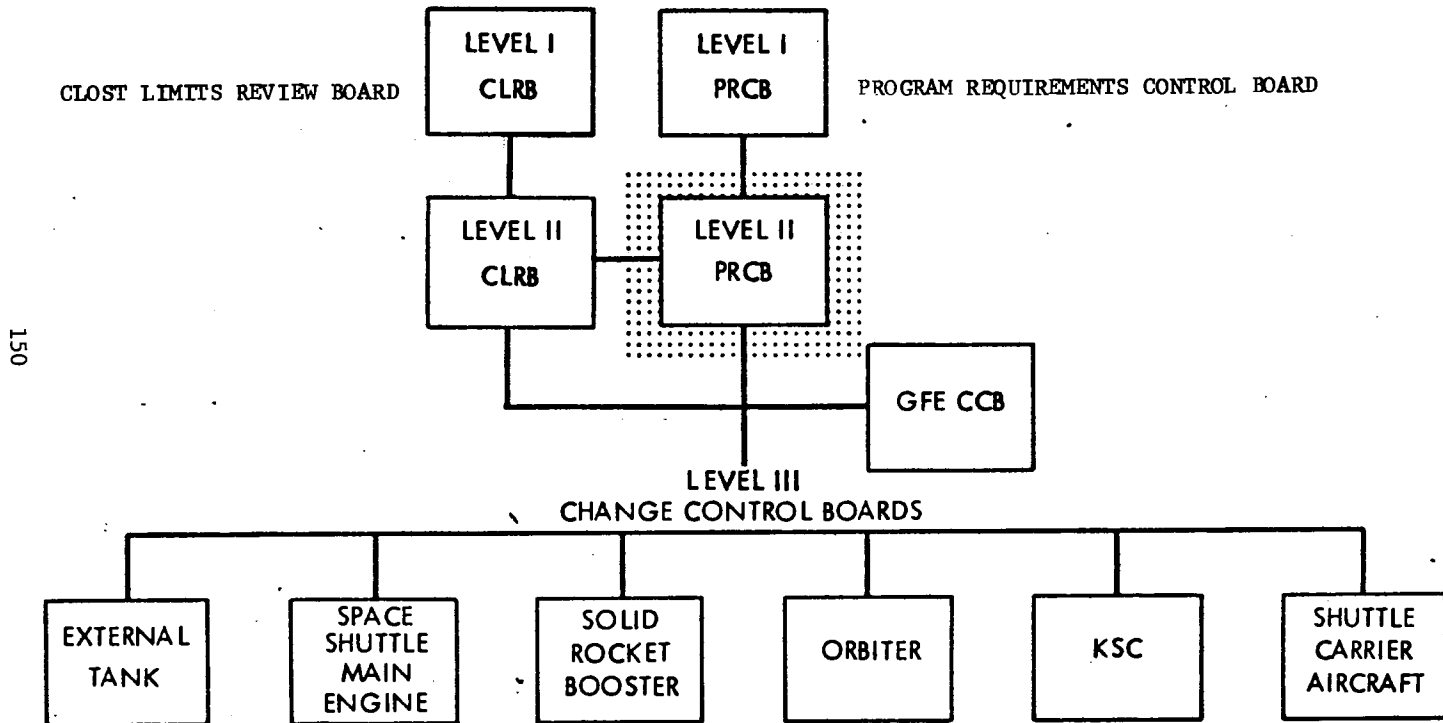 LEVEL I
CLRB
LEVEL I
PRCB
CLOST LIMITS REVIEW BOARD
PROGRAM REQUIREMENTS CONTROL BOARD
LEVEL II
CLRB
LEVEL II
PRCB
150
GFE CCB
LEVEL III
CHANGE CONTROL BOARDS
EXTERNAL
TANK
SPACE
SHUTTLE
MAIN
ENGINE
SOLID
ROCKET
BOOSTER
ORBITER
KSC
SHUTTLE
CARRIER
AIRCRAFT